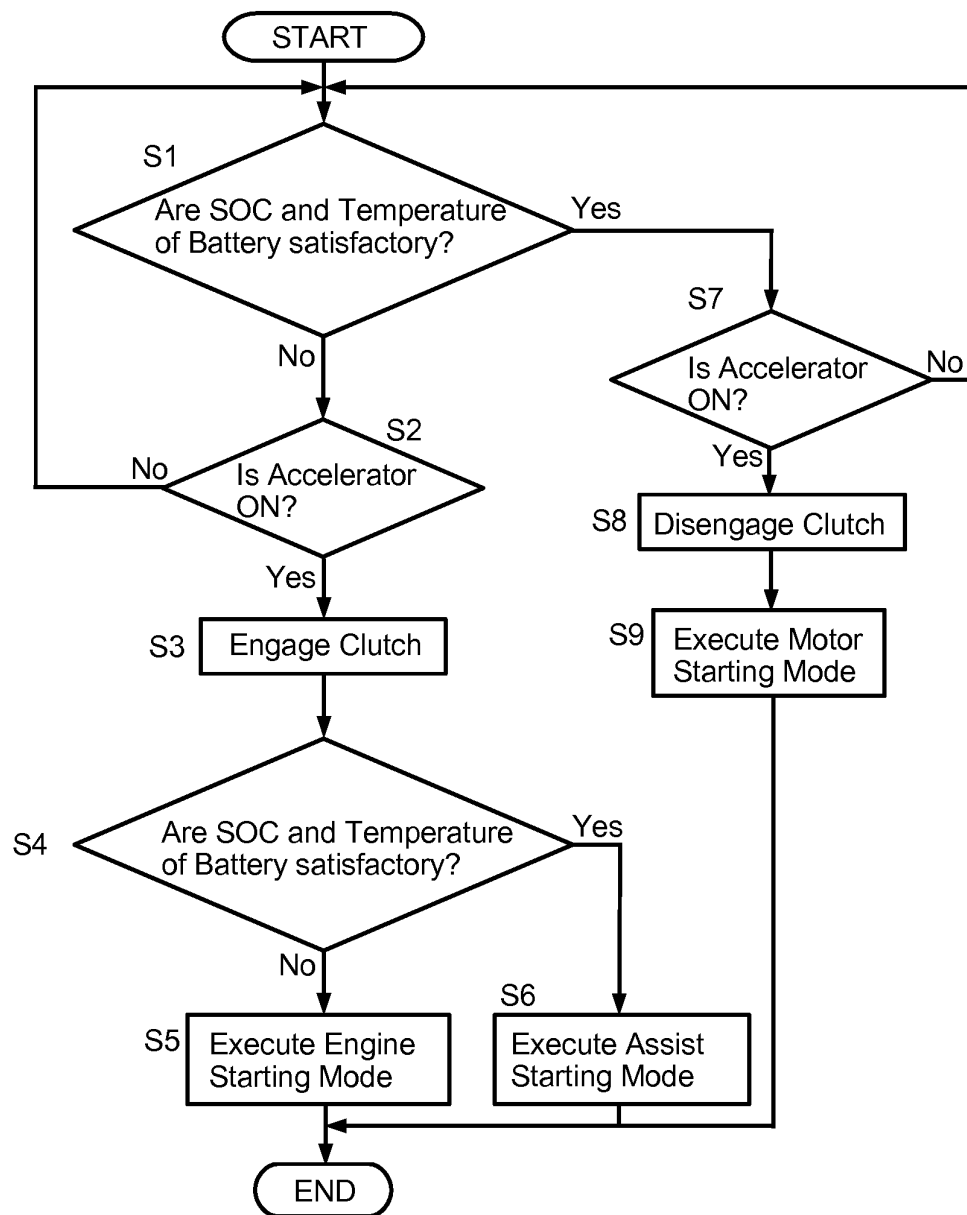 START
S1
Are SOC and Temperature
of Battery satisfactory?
Yes
No
S7
Is Accelerator
ON?
No
Yes
S2
No
Is Accelerator
ON?
Yes
S8
Disengage Clutch
S3
Engage Clutch
S9
Execute Motor
Starting Mode
S4
Are SOC and Temperature
of Battery satisfactory?
Yes
No
S5
Execute Engine
Starting Mode
S6
Execute Assist
Starting Mode
END